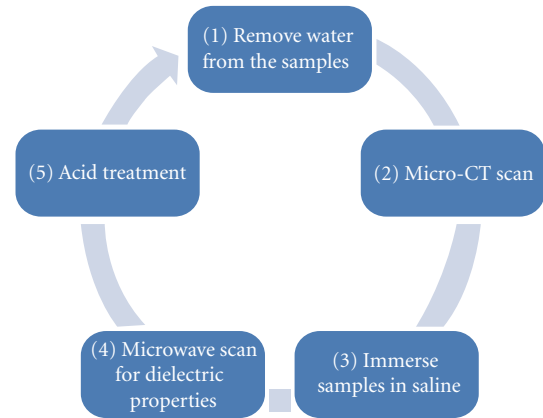 (1) Remove water
from the samples
(2) Micro-CT scan
(3) Immerse
samples in saline
(4) Microwave scan
for dielectric
properties
(5) Acid treatment